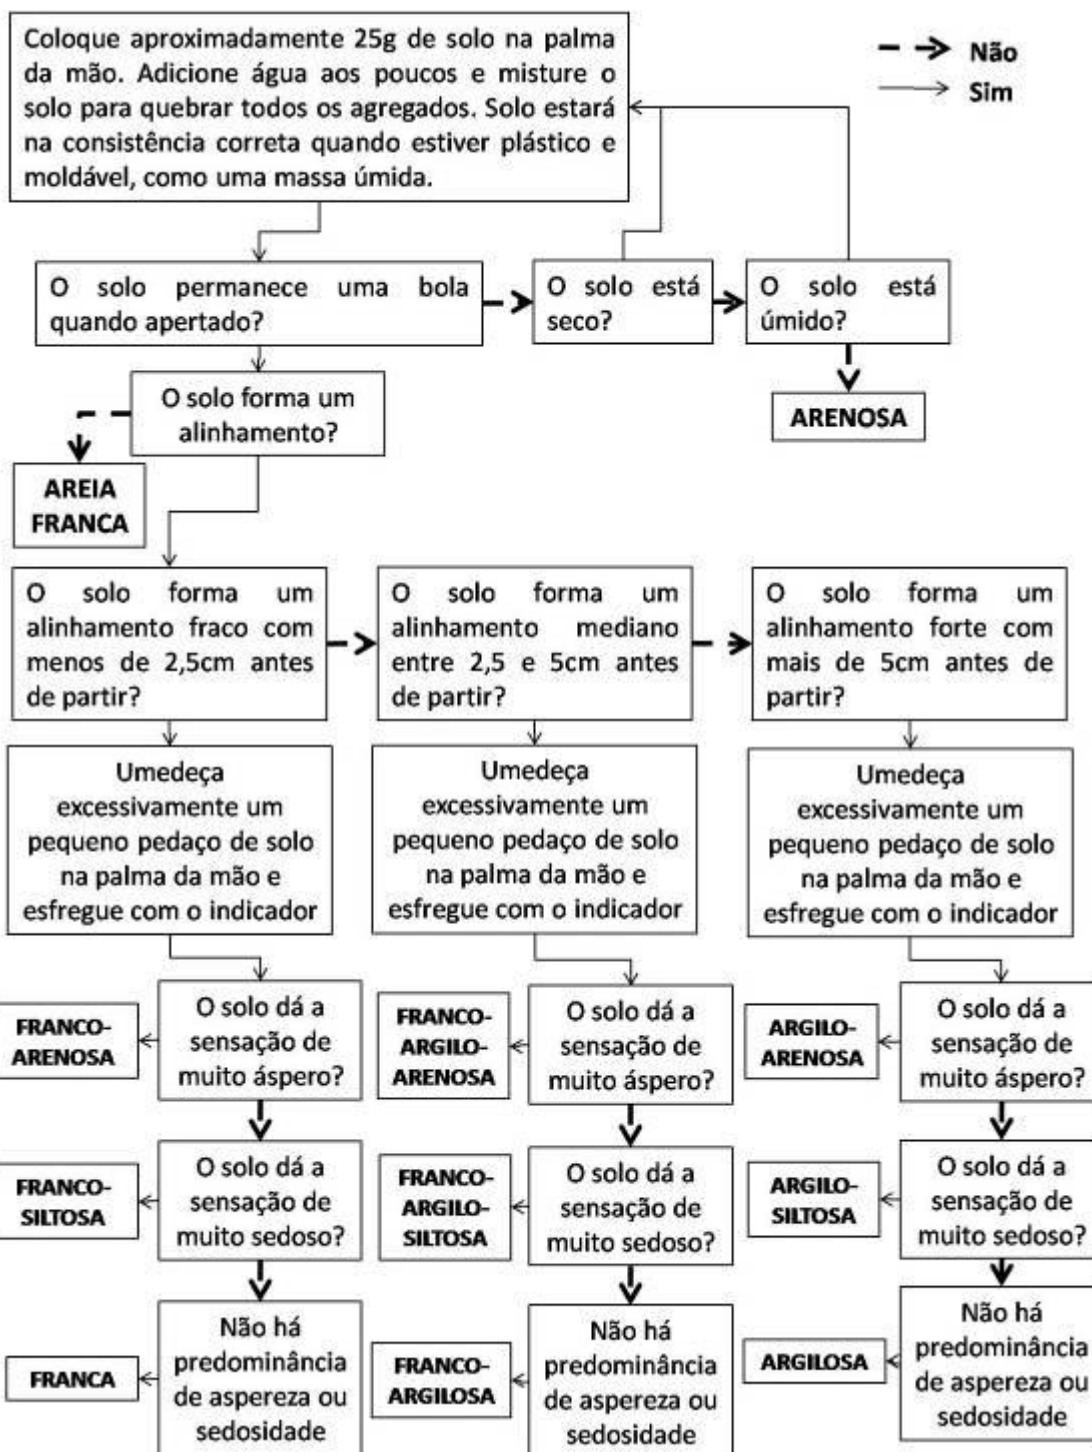 Coloque aproximadamente 25g de solo na palma
da mão. Adicione água aos poucos e misture o
solo para quebrar todos os agregados. Solo estará
na consistência correta quando estiver plástico e
moldável, como uma massa úmida.
Não
Sim
O solo permanece uma bola
quando apertado?
O solo está
seco?
O solo está
úmido?
ARENOSA
O solo forma um
alinhamento?
AREIA
FRANCA
O solo forma um
alinhamento fraco com
menos de 2,5cm antes
de partir?
O solo forma um
alinhamento mediano
entre 2,5 e 5cm antes
de partir?
O solo forma um
alinhamento forte com
mais de 5cm antes de
partir?
Umedeça
excessivamente um
pequeno pedaço de solo
na palma da mão e
esfregue com o indicador
Umedeça
excessivamente um
pequeno pedaço de solo
na palma da mão e
esfregue com o indicador
Umedeça
excessivamente um
pequeno pedaço de solo
na palma da mão e
esfregue com o indicador
FRANCO-
ARENOSA
O solo dá a
sensação de
muito áspero?
FRANCO-
ARGILO-
ARENOSA
O solo dá a
sensação de
muito áspero?
ARGILO-
ARENOSA
O solo dá a
sensação de
muito áspero?
FRANCO-
SILTOSA
O solo dá a
sensação de
muito sedoso?
FRANCO-
ARGILO-
SILTOSA
O solo dá a
sensação de
muito sedoso?
ARGILO-
SILTOSA
O solo dá a
sensação de
muito sedoso?
FRANCA
Não há
predominância
de aspereza ou
sedosidade
FRANCO-
ARGILOSA
Não há
predominância
de aspereza ou
sedosidade
ARGILOSA
Não há
predominância
de aspereza ou
sedosidade